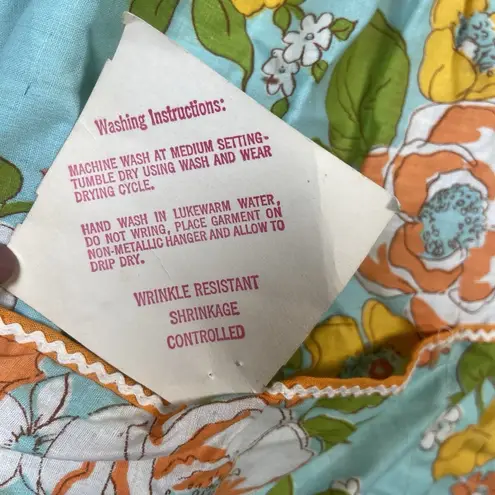 Washing Instructions:
MACHINE WASH AT MEDIUM SETTING-
TUMBLE DRY USING WASH AND WEAR
DRYING CYCLE.
HAND WASH IN LUKEWARM WATER,
DO NOT WRING, PLACE GARMENT ON
NON-METALLIC HANGER AND ALLOW TO
DRIP DRY.
WRINKLE RESISTANT
SHRINKAGE
CONTROLLED